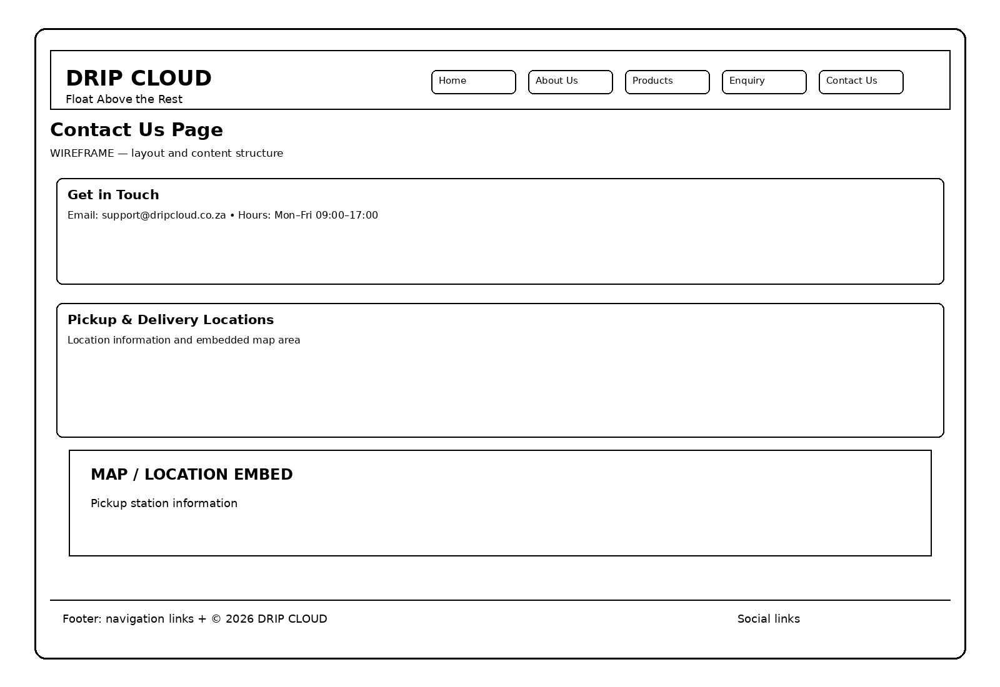 DRIP CLOUD
Float Above the Rest
Home
About Us
Products
Enquiry
Contact Us
Contact Us Page
WIREFRAME — layout and content structure
Get in Touch
Email: support@dripcloud.co.za • Hours: Mon–Fri 09:00–17:00
Pickup & Delivery Locations
Location information and embedded map area
MAP / LOCATION EMBED
Pickup station information
Footer: navigation links + © 2026 DRIP CLOUD
Social links